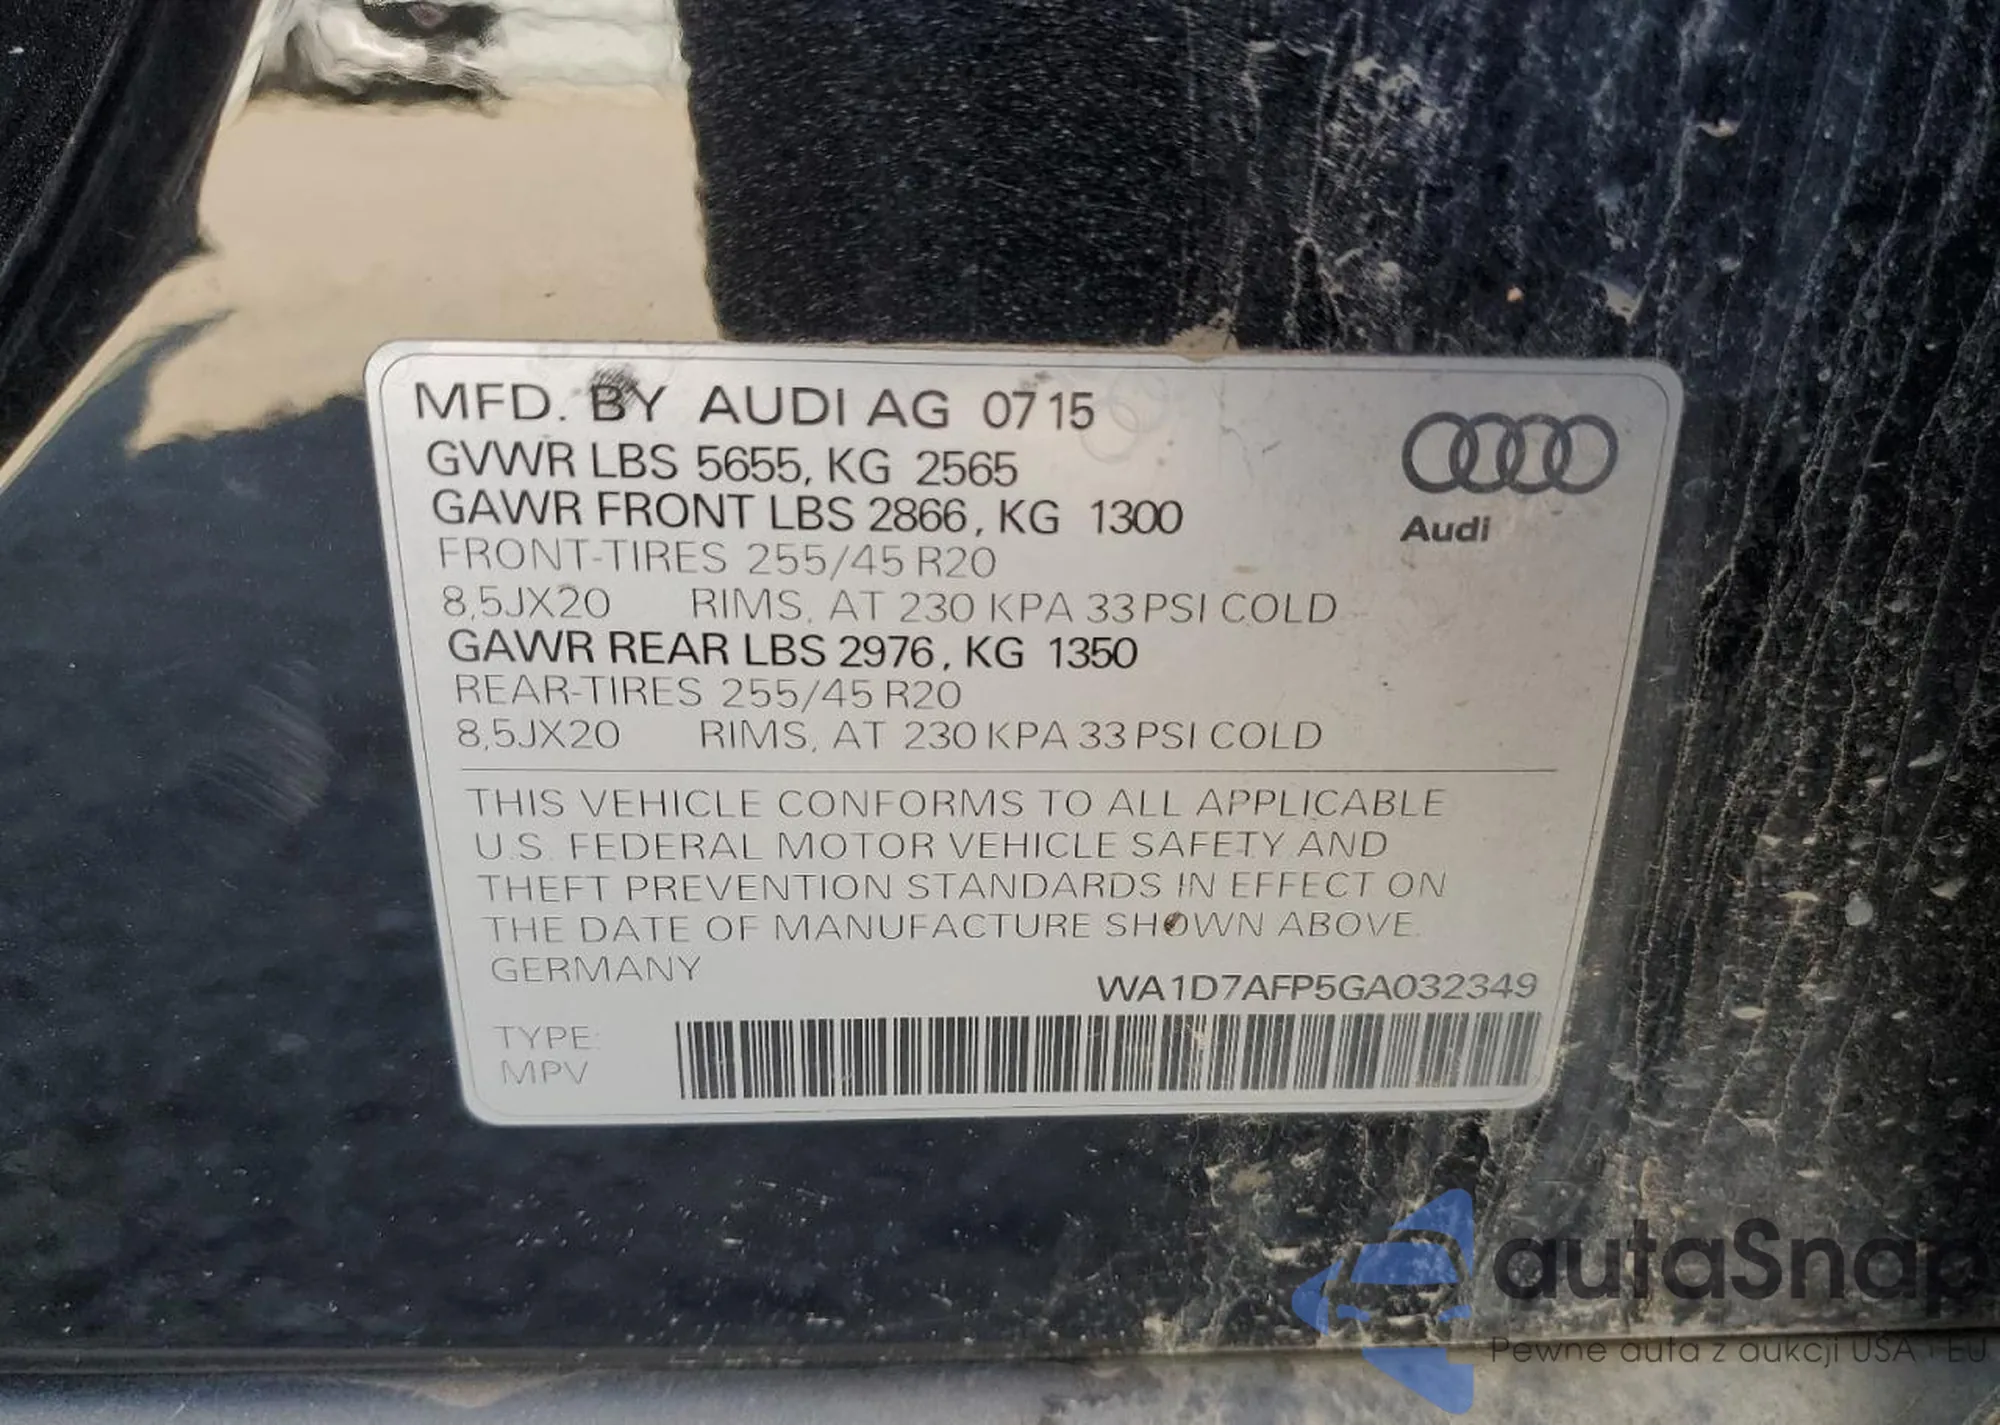 MFD. BY AUDI AG 07 15
GVWR LBS 5655, KG 2565
GAWR FRONT LBS 2866, KG 1300
FRONT-TIRES 255/45 R20
8,5JX20 RIMS, AT 230 KPA 33 PSI COLD
GAWR REAR LBS 2976, KG 1350
REAR-TIRES 255/45 R20
8,5JX20 RIMS, AT 230 KPA 33 PSI COLD
Audi
THIS VEHICLE CONFORMS TO ALL APPLICABLE
U.S. FEDERAL MOTOR VEHICLE SAFETY AND
THEFT PREVENTION STANDARDS IN EFFECT ON
THE DATE OF MANUFACTURE SHOWN ABOVE.
GERMANY
WA1D7AFP5GA032349
TYPE:
MPV
autaSnap
Pewne auta z aukcji USA i EU